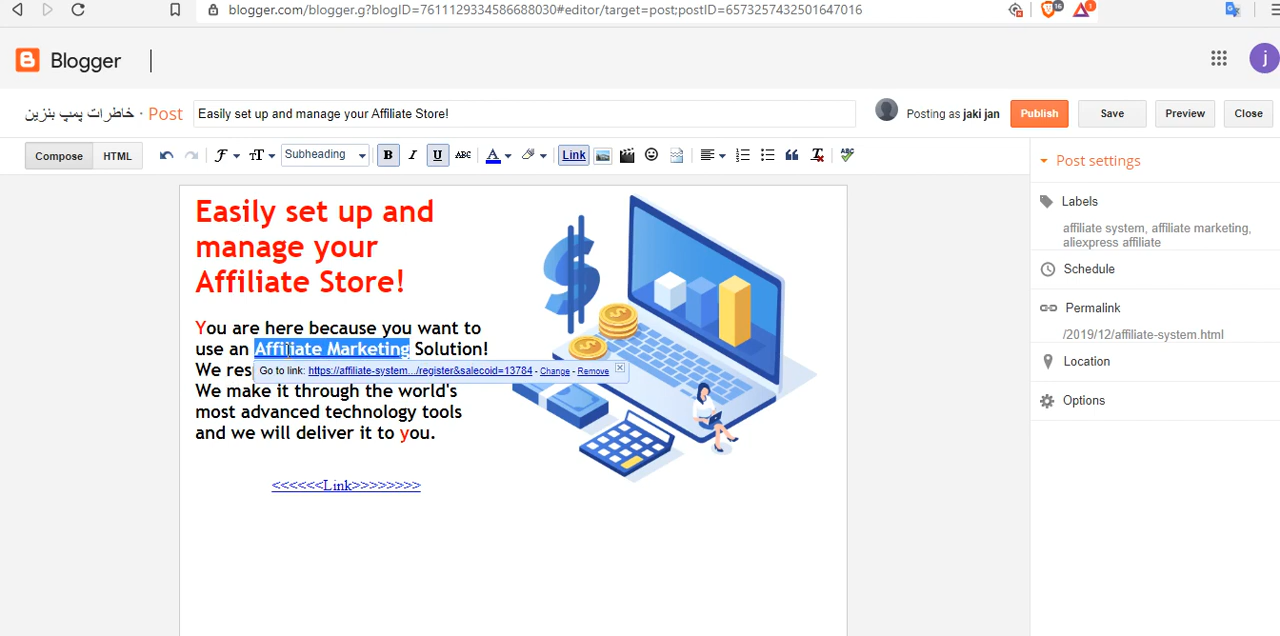 blogger.com/blogger.g?blogID=7611129334586688030#editor/target=post;postID=6573257432501647016
16
1
Blogger
j
خاطرات پمپ بنزین · Post
Easily set up and manage your Affiliate Store!
Posting as jaki jan
Publish
Save
Preview
Close
Compose
HTML
Subheading
B I U ABC A
Link
ABC
Post settings
Easily set up and
manage your
Affiliate Store!
You are here because you want to
use an Affiliate Marketing Solution!
We res
Go to link: https://affiliate-system.../register&salecoid=13784 - Change - Remove
We make it through the world's
most advanced technology tools
and we will deliver it to you.
<<<<<<Link>>>>>>>>
Labels
affiliate system, affiliate marketing,
aliexpress affiliate
Schedule
Permalink
/2019/12/affiliate-system.html
Location
Options